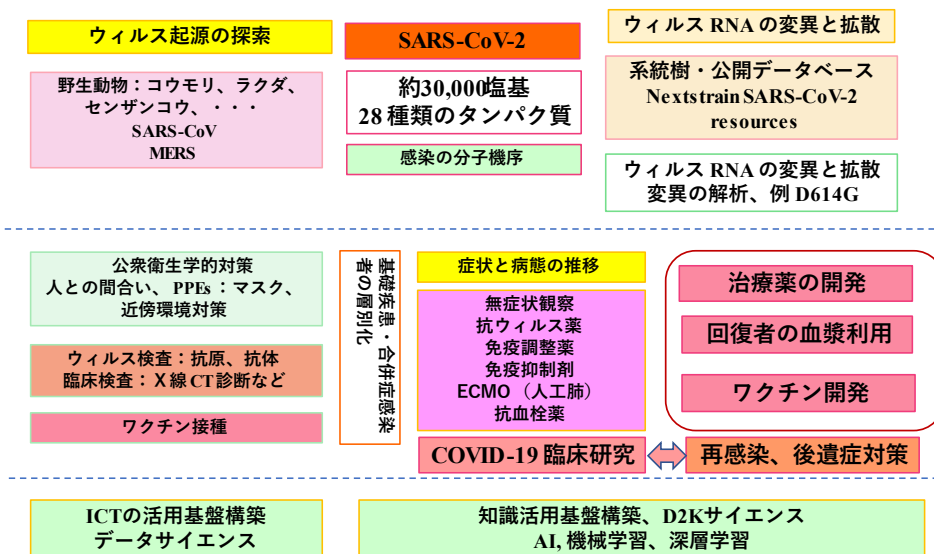 ウィルス起源の探索
野生動物：コウモリ、ラクダ、
センザンコウ、・・・
SARS-CoV
MERS
SARS-CoV-2
約30,000塩基
28 種類のタンパク質
感染の分子機序
ウィルス RNA の変異と拡散
系統樹・公開データベース
Nextstrain SARS-CoV-2
resources
ウィルス RNA の変異と拡散
変異の解析、例 D614G
公衆衛生学的対策
人との間合い、PPEs：マスク、
近傍環境対策
ウィルス検査：抗原、抗体
臨床検査：X 線 CT 診断など
ワクチン接種
基礎疾患・合併症感染
者の層別化
症状と病態の推移
無症状観察
抗ウィルス薬
免疫調整薬
免疫抑制剤
ECMO（人工肺）
抗血栓薬
治療薬の開発
回復者の血漿利用
ワクチン開発
COVID-19 臨床研究
再感染、後遺症対策
ICTの活用基盤構築
データサイエンス
知識活用基盤構築、D2Kサイエンス
AI, 機械学習、深層学習